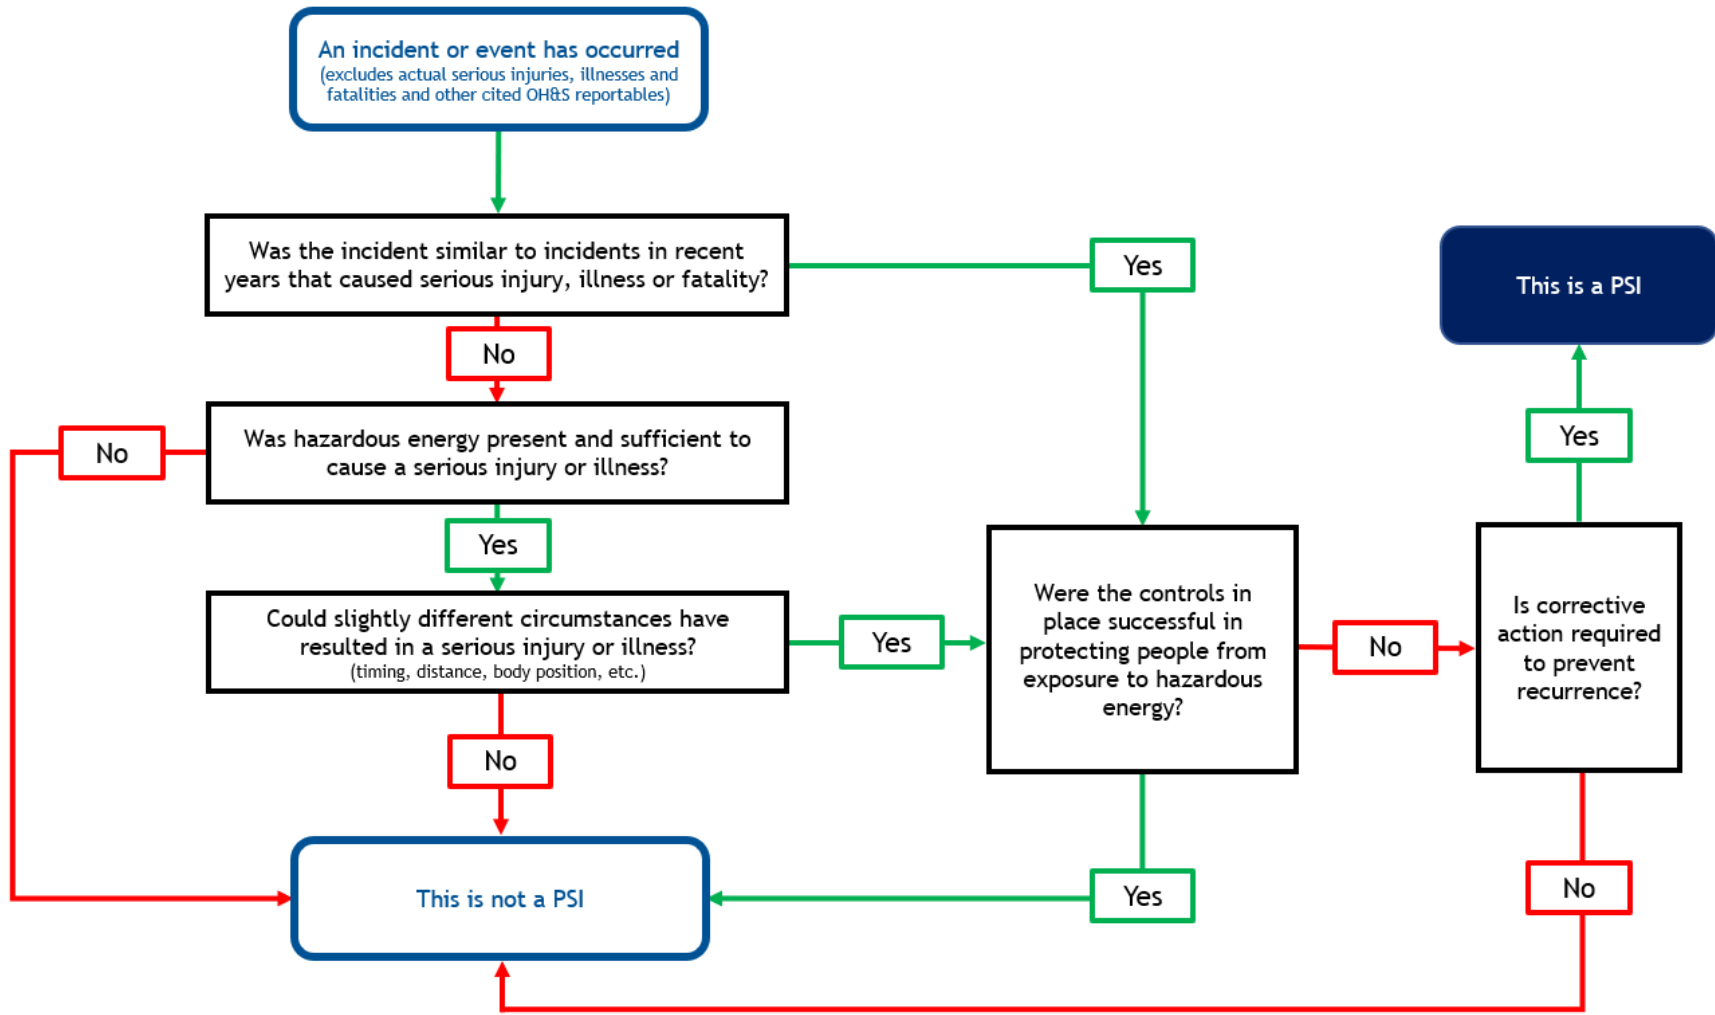 An incident or event has occurred
(excludes actual serious injuries, illnesses and
fatalities and other cited OH&S reportables)
Was the incident similar to incidents in recent
years that caused serious injury, illness or fatality?
Yes
This is a PSI
No
Was hazardous energy present and sufficient to
cause a serious injury or illness?
No
Yes
Yes
Could slightly different circumstances have
resulted in a serious injury or illness?
(timing, distance, body position, etc.)
Yes
Were the controls in
place successful in
protecting people from
exposure to hazardous
energy?
No
Is corrective
action required
to prevent
recurrence?
No
This is not a PSI
Yes
No